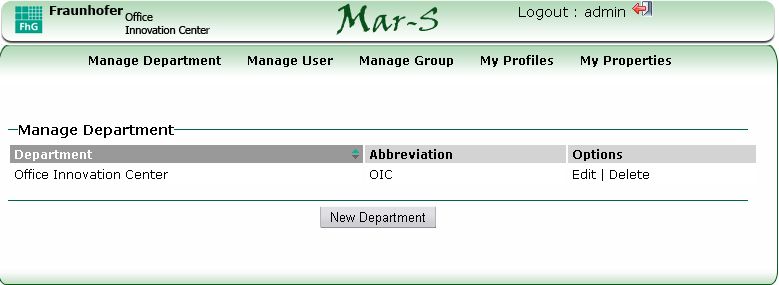 Fraunhofer Office
Innovation Center
FhG
Mar-S
Logout : admin
Manage Department Manage User Manage Group My Profiles My Properties
Manage Department
Department Abbreviation Options
Office Innovation Center OIC Edit | Delete
New Department